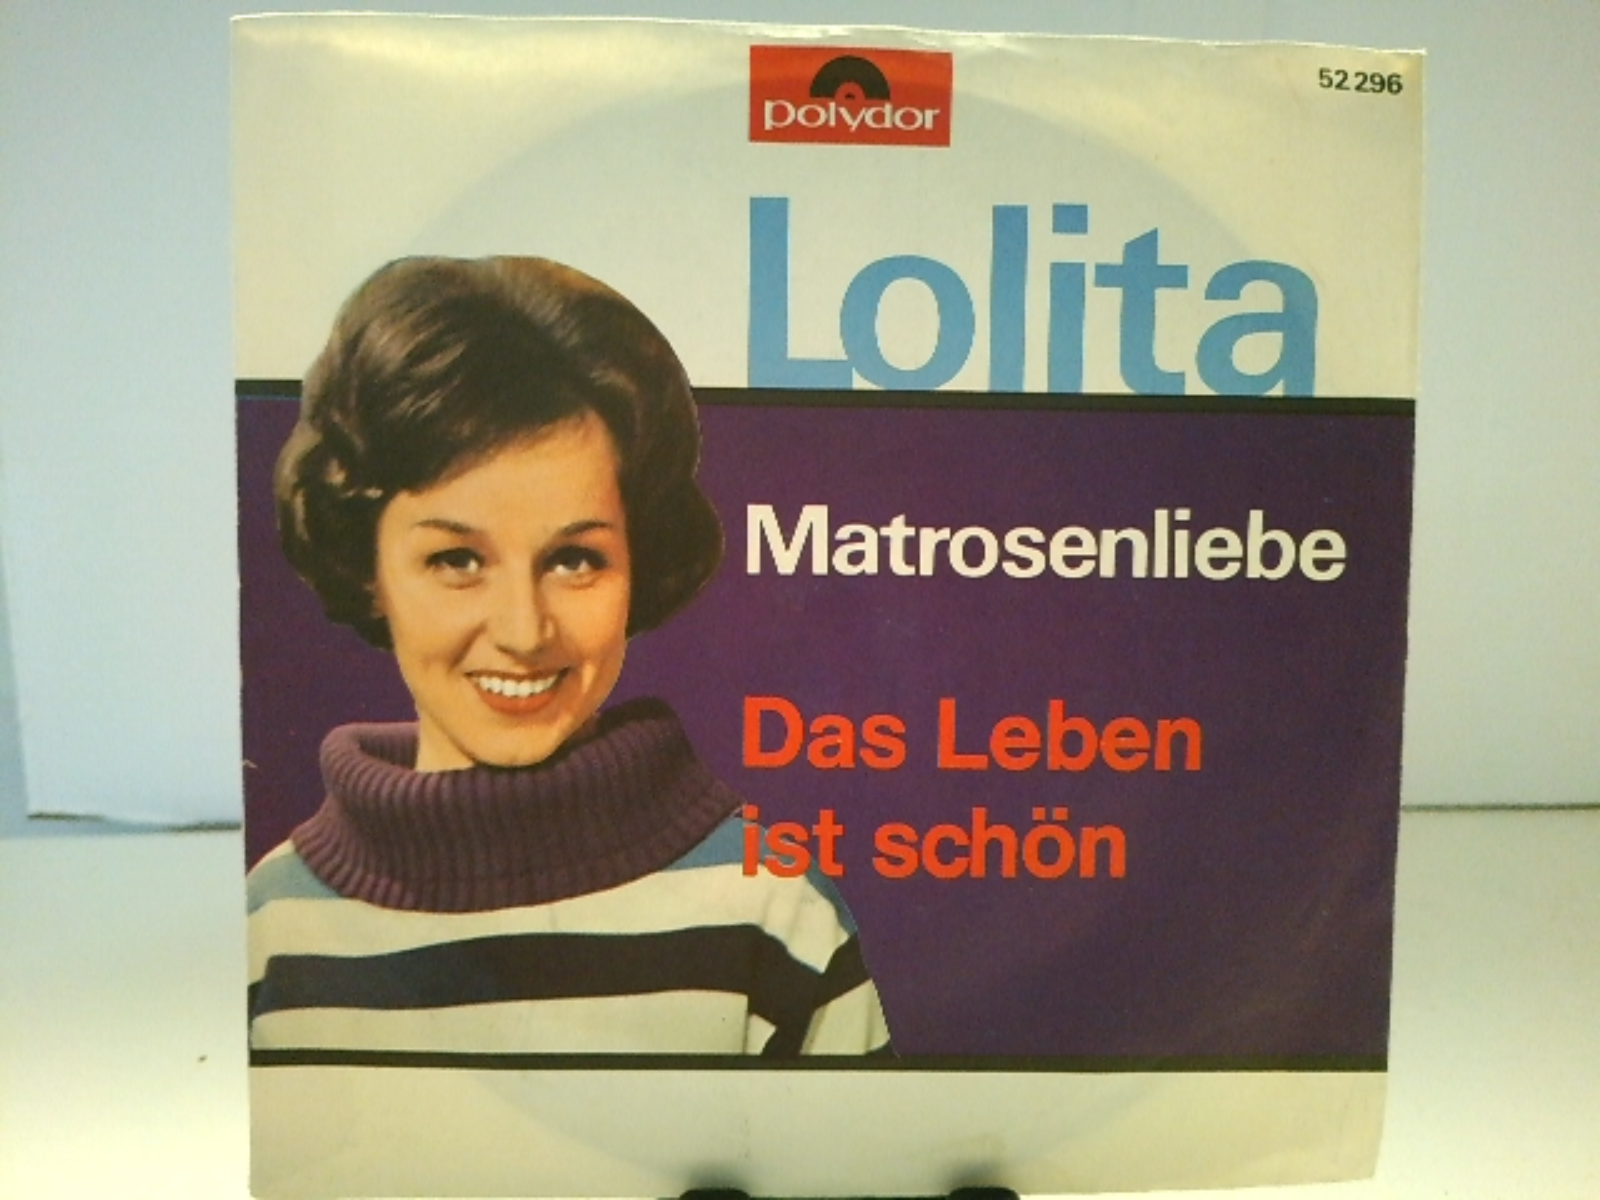 polydor
52 296
Lolita
Matrosenliebe
Das Leben
ist schön